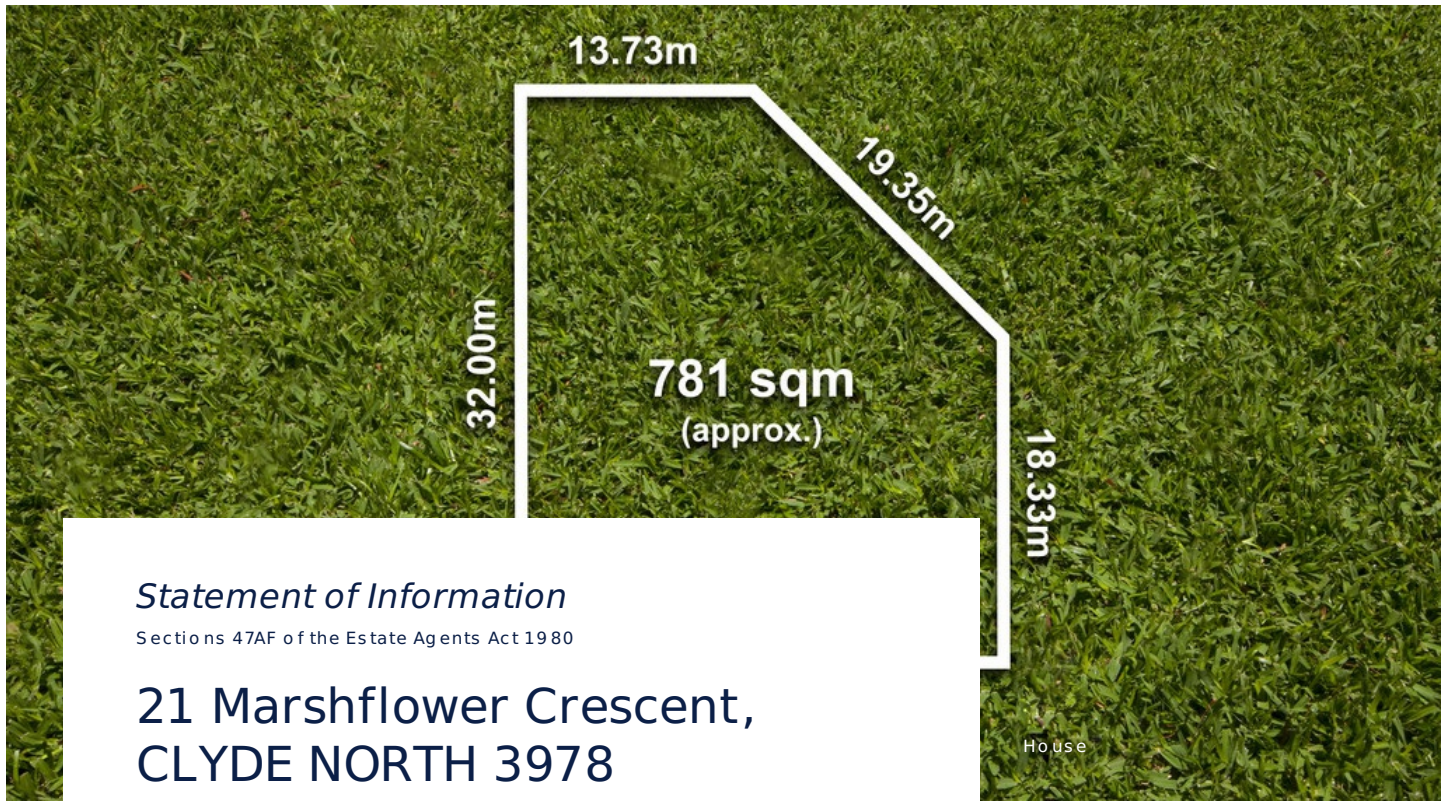 13.73m
19.35m
32.00m
781 sqm
(approx.)
18.33m
Statement of Information
Sections 47AF of the Estate Agents Act 1980
21 Marshflower Crescent,
CLYDE NORTH 3978
House